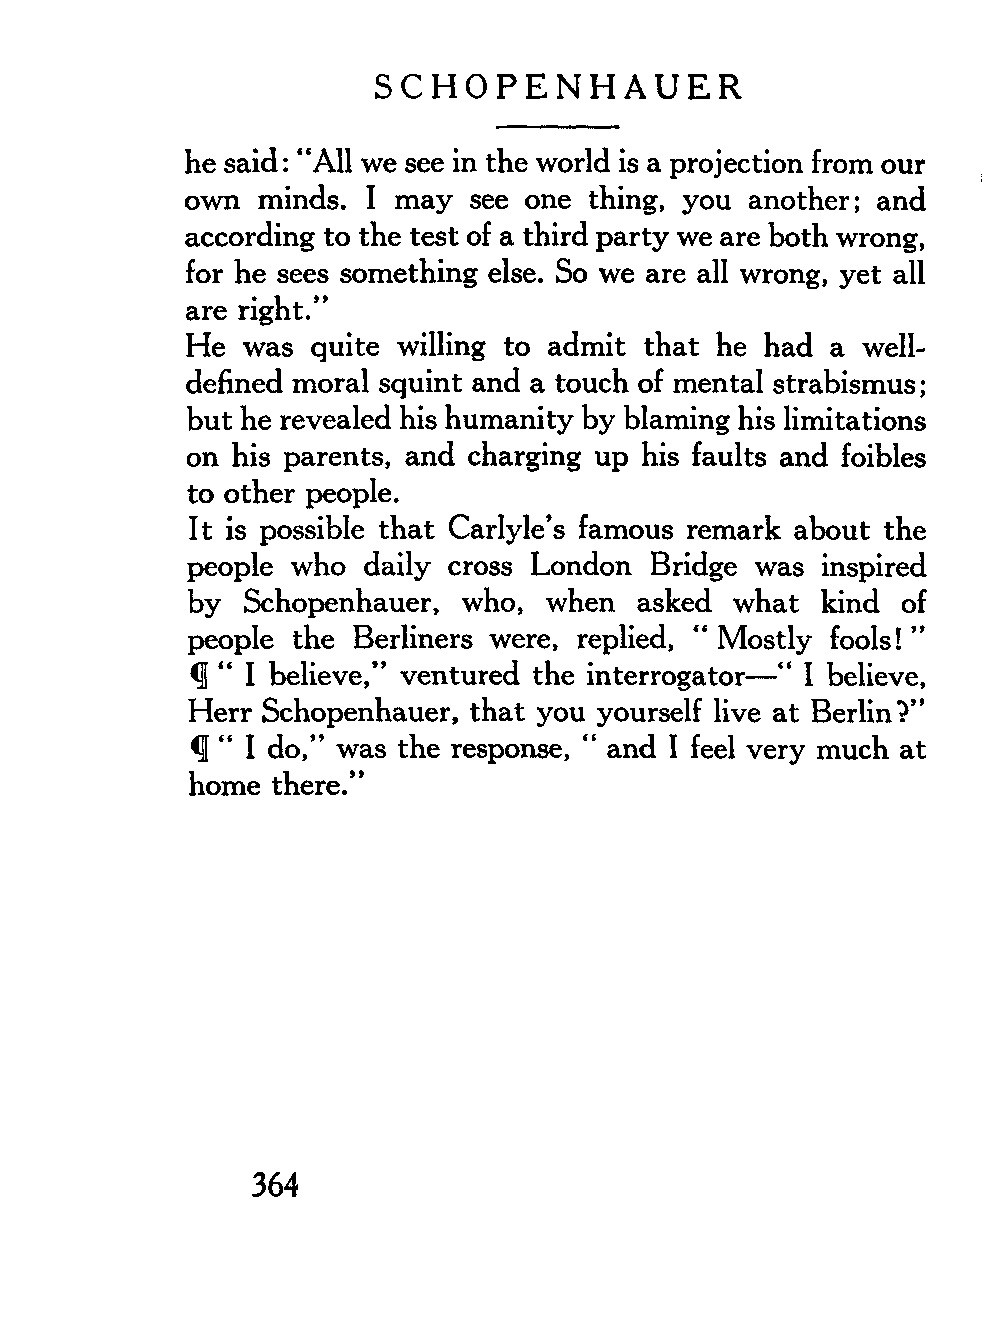 SCHOPENHAUER
he said: “All we see in the world is a projection from our
own minds. I may see one thing, you another; and
according to the test of a third party we are both wrong,
for he sees something else. So we are all wrong, yet all
are right.”
He was quite willing to admit that he had a well-
defined moral squint and a touch of mental strabismus;
but he revealed his humanity by blaming his limitations
on his parents, and charging up his faults and foibles
to other people.
It is possible that Carlyle’s famous remark about the
people who daily cross London Bridge was inspired
by Schopenhauer, who, when asked what kind of
people the Berliners were, replied, “ Mostly fools! ”
¶ “ I believe,” ventured the interrogator—“ I believe,
Herr Schopenhauer, that you yourself live at Berlin?”
¶ “ I do,” was the response, “ and I feel very much at
home there.”
364